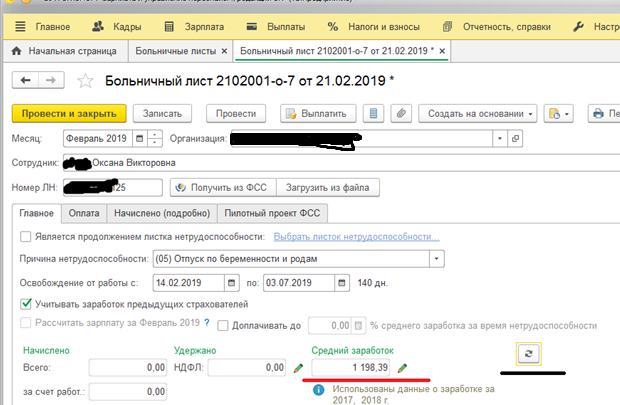 Главное Кадры Зарплата Выплаты Налоги и взносы Отчетность, справки Настр
Начальная страница Больничные листы × Больничный лист 2102001-о-7 от 21.02.2019 * ×
Больничный лист 2102001-о-7 от 21.02.2019 *
Провести и закрыть Записать Провести Выплатить Создать на основании Пе
Месяц: Февраль 2019 Организация:
Сотрудник: Оксана Викторовна
Номер ЛН: 125 Получить из ФСС Загрузить из файла
Главное Оплата Начислено (подробно) Пилотный проект ФСС
Является продолжением листка нетрудоспособности: Выбрать листок нетрудоспособности...
Причина нетрудоспособности: (05) Отпуск по беременности и родам
Освобождение от работы с: 14.02.2019 по: 03.07.2019 140 дн.
Учитывать заработок предыдущих страхователей
Рассчитать зарплату за Февраль 2019 ? Доплачивать до 0,00 % среднего заработка за время нетрудоспособности
Начислено Удержано Средний заработок
Всего: 0,00 НДФЛ: 0,00 1 198,39
за счет работ.: 0,00 Использованы данные о заработке за
2017, 2018 г.